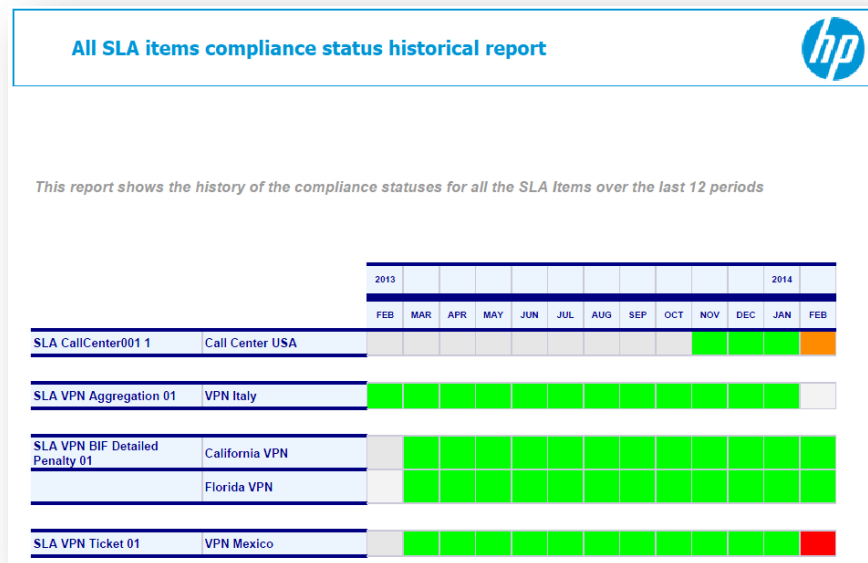 All SLA items compliance status historical report
hp
This report shows the history of the compliance statuses for all the SLA Items over the last 12 periods
2013 2014
FEB MAR APR MAY JUN JUL AUG SEP OCT NOV DEC JAN FEB
SLA CallCenter001 1 Call Center USA
SLA VPN Aggregation 01 VPN Italy
SLA VPN BIF Detailed
Penalty 01 California VPN
Florida VPN
SLA VPN Ticket 01 VPN Mexico